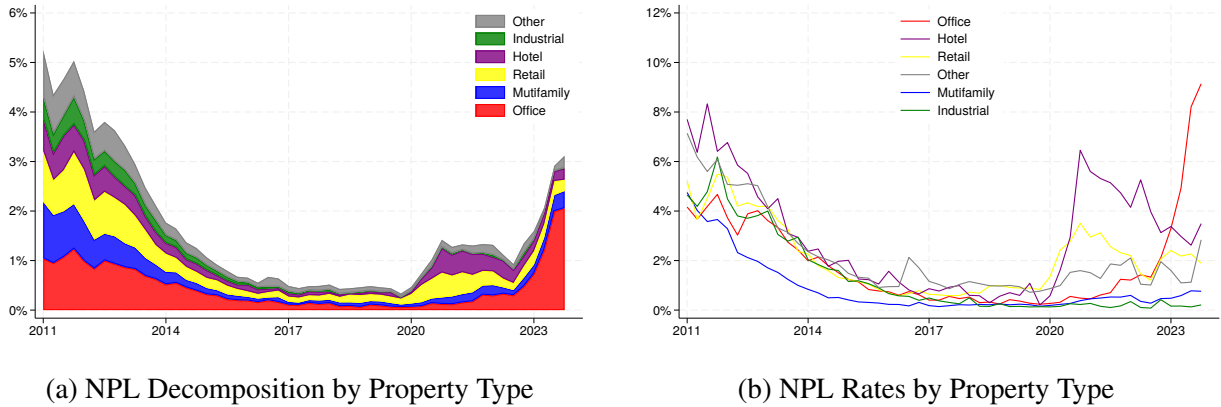 6%
5%
4%
3%
2%
1%
0%
2011
2014
2017
2020
2023
Other
Industrial
Hotel
Retail
Mutifamily
Office
(a) NPL Decomposition by Property Type
12%
10%
8%
6%
4%
2%
0%
2011
2014
2017
2020
2023
Office
Hotel
Retail
Other
Mutifamily
Industrial
(b) NPL Rates by Property Type